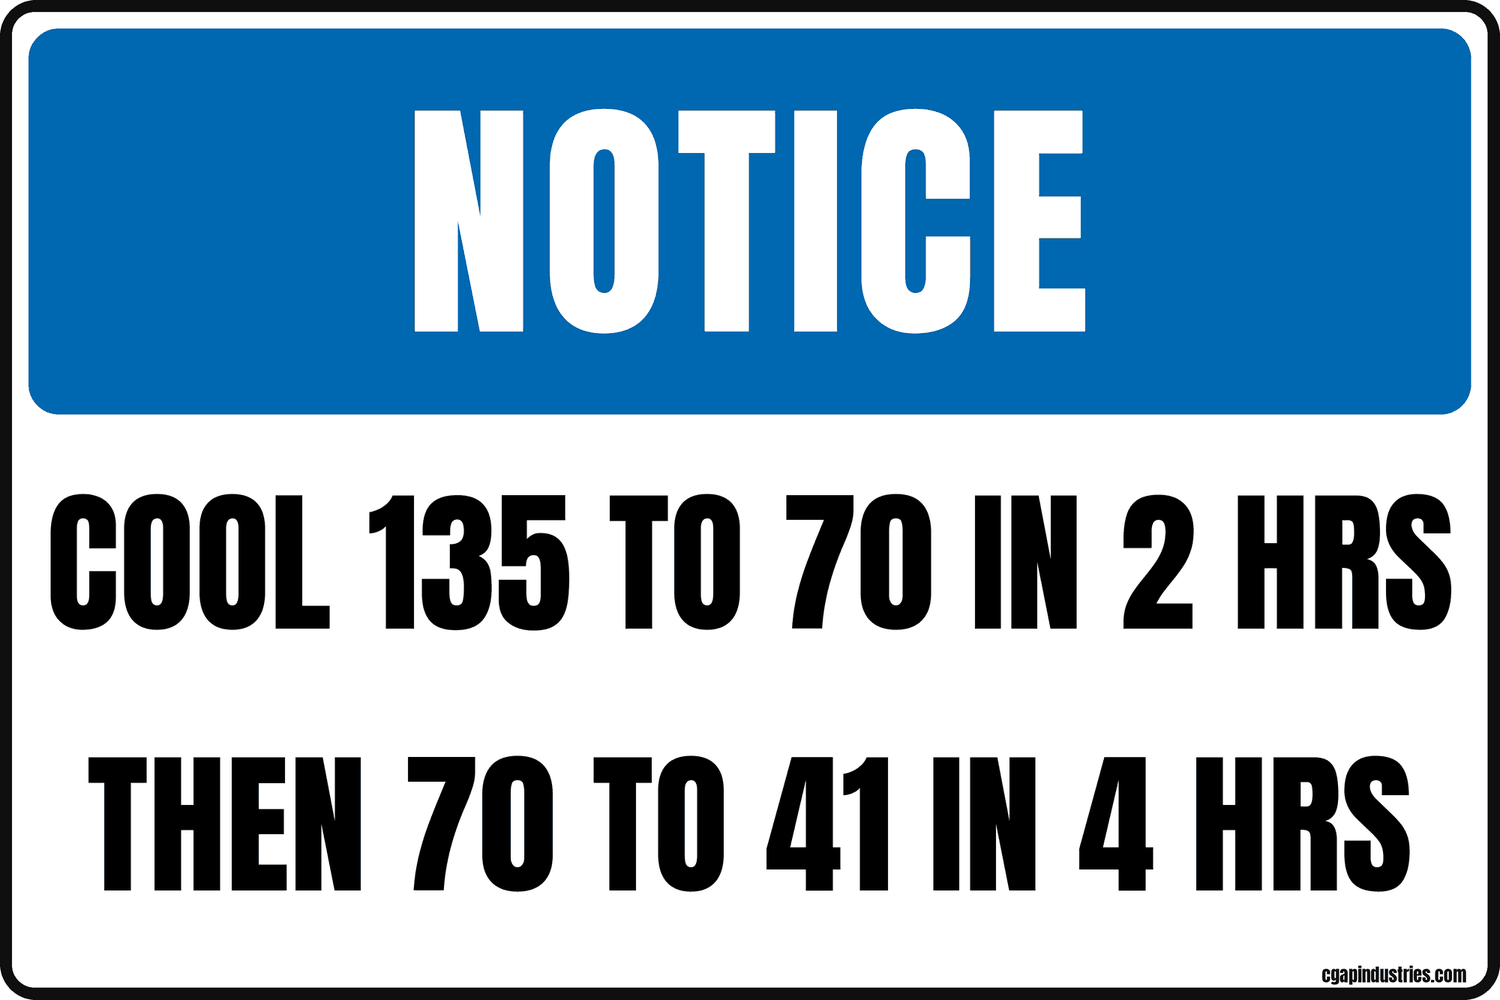 NOTICE
COOL 135 TO 70 IN 2 HRS
THEN 70 TO 41 IN 4 HRS
cgapindustries.com